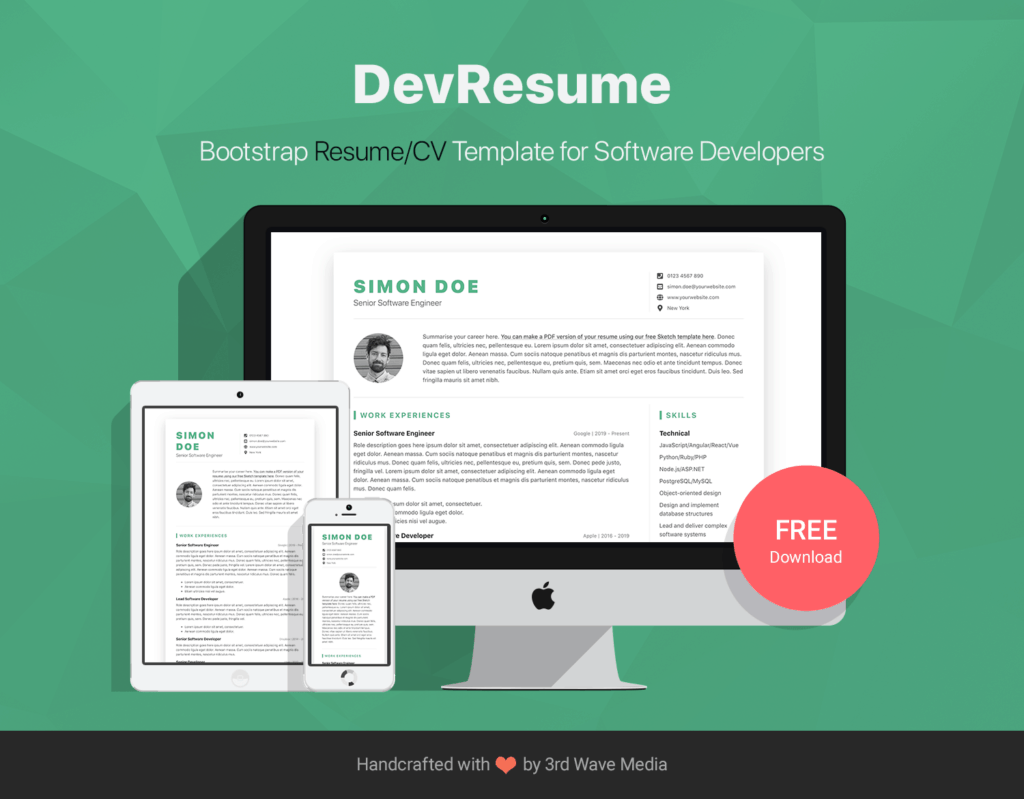 DevResume
Bootstrap Resume/CV Template for Software Developers
SIMON DOE
Senior Software Engineer
0123 4567 890
simon.doe@yourwebsite.com
www.yourwebsite.com
New York
Summarise your career here. You can make a PDF version of your resume using our free Sketch template here. Donec
quam felis, ultricies nec, pellentesque eu. Lorem ipsum dolor sit amet, consectetuer adipiscing elit. Aenean commodo
ligula eget dolor. Aenean massa. Cum sociis natoque penatibus et magnis dis parturient montes, nascetur ridiculus mus.
Donec quam felis, ultricies nec, pellentesque eu, pretium quis, sem. Maecenas nec odio et ante tincidunt tempus. Donec
vitae sapien ut libero venenatis faucibus. Nullam quis ante. Etiam sit amet orci eget eros faucibus tincidunt. Duis leo. Sed
fringilla mauris sit amet nibh.
WORK EXPERIENCES
Senior Software Engineer
Google | 2019 - Present
Role description goes here ipsum dolor sit amet, consectetuer adipiscing elit. Aenean commodo
ligula eget dolor. Aenean massa. Cum sociis natoque penatibus et magnis dis parturient montes,
nascetur ridiculus mus. Donec quam felis, ultricies nec, pellentesque eu. Donec pede justo,
fringilla vel. Lorem ipsum dolor sit amet, consectetuer adipiscing elit. Aenean commodo ligula
eget dolor. Aenean massa. Cum sociis natoque penatibus et magnis dis parturient montes, nascetur
ridiculus mus. Donec quam felis.
sum dolor sit amet, consectetuer.
mmodo ligula eget dolor.
ricies nisi vel augue.
re Developer
Apple | 2016 - 2019
SKILLS
Technical
JavaScript/Angular/React/Vue
Python/Ruby/PHP
Node.js/ASP.NET
PostgreSQL/MySQL
Object-oriented design
Design and implement
database structures
Lead and deliver complex
software systems
SIMON
DOE
Senior Software Engineer
WORK EXPERIENCES
Senior Software Engineer
Lead Software Developer
Senior Software Developer
SIMON DOE
Senior Software Engineer
WORK EXPERIENCES
Senior Software Engineer
FREE
Download
Handcrafted with
by 3rd Wave Media